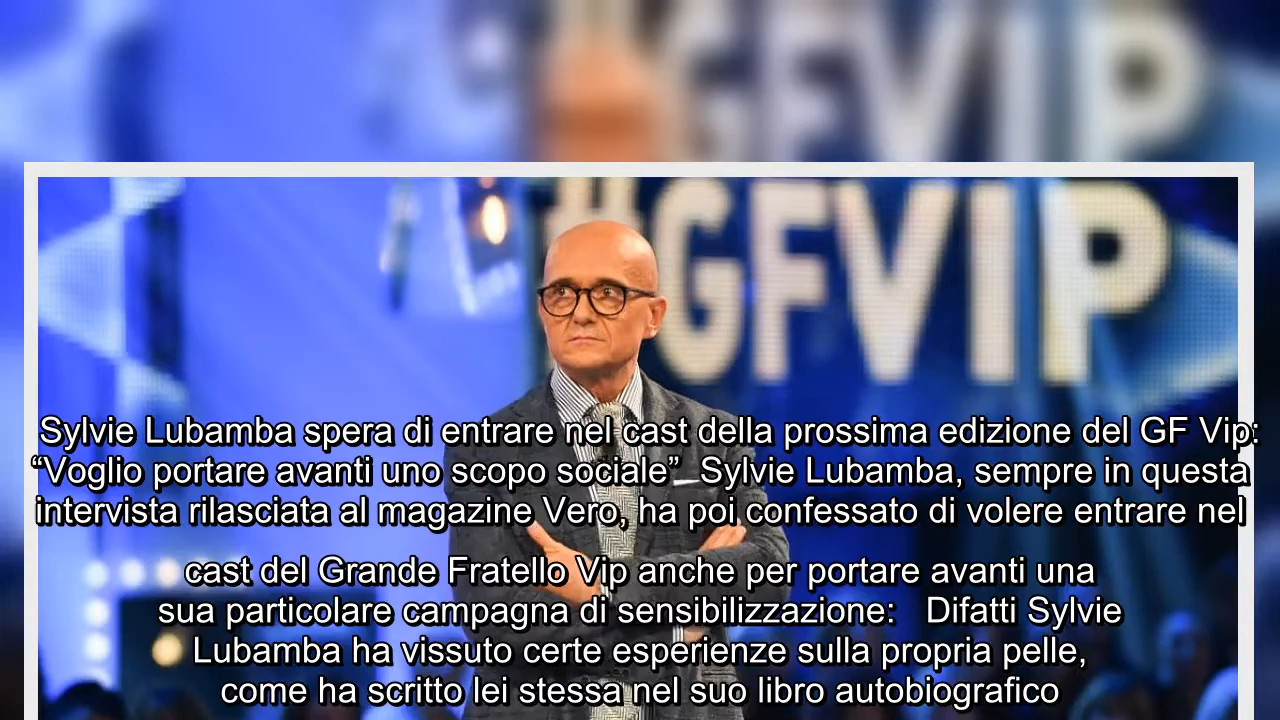 GFVIP
#GFVIP
Sylvie Lubamba spera di entrare nel cast della prossima edizione del GF Vip:
“Voglio portare avanti uno scopo sociale”  Sylvie Lubamba, sempre in questa
intervista rilasciata al magazine Vero, ha poi confessato di volere entrare nel
cast del Grande Fratello Vip anche per portare avanti una
sua particolare campagna di sensibilizzazione:   Difatti Sylvie
Lubamba ha vissuto certe esperienze sulla propria pelle,
come ha scritto lei stessa nel suo libro autobiografico